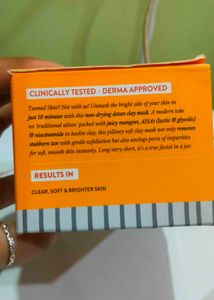 CLINICALLY TESTED - DERMA APPROVED
Tanned Skin? Not with us! Unmask the bright side of your skin in
just 10 minutes with this non-drying detan clay mask. A modern take
on 'traditional ubtan' packed with juicy mangoes, AHAs (lactic & glycolic)
& niacinamide in kaolin clay, this pillowy soft clay mask not only removes
stubborn tan with gentle exfoliation but also unclogs pores of impurities
for soft, smooth skin instantly. Long story short, it's a true facial in a jar.
RESULTS IN
CLEAR, SOFT & BRIGHTER SKIN